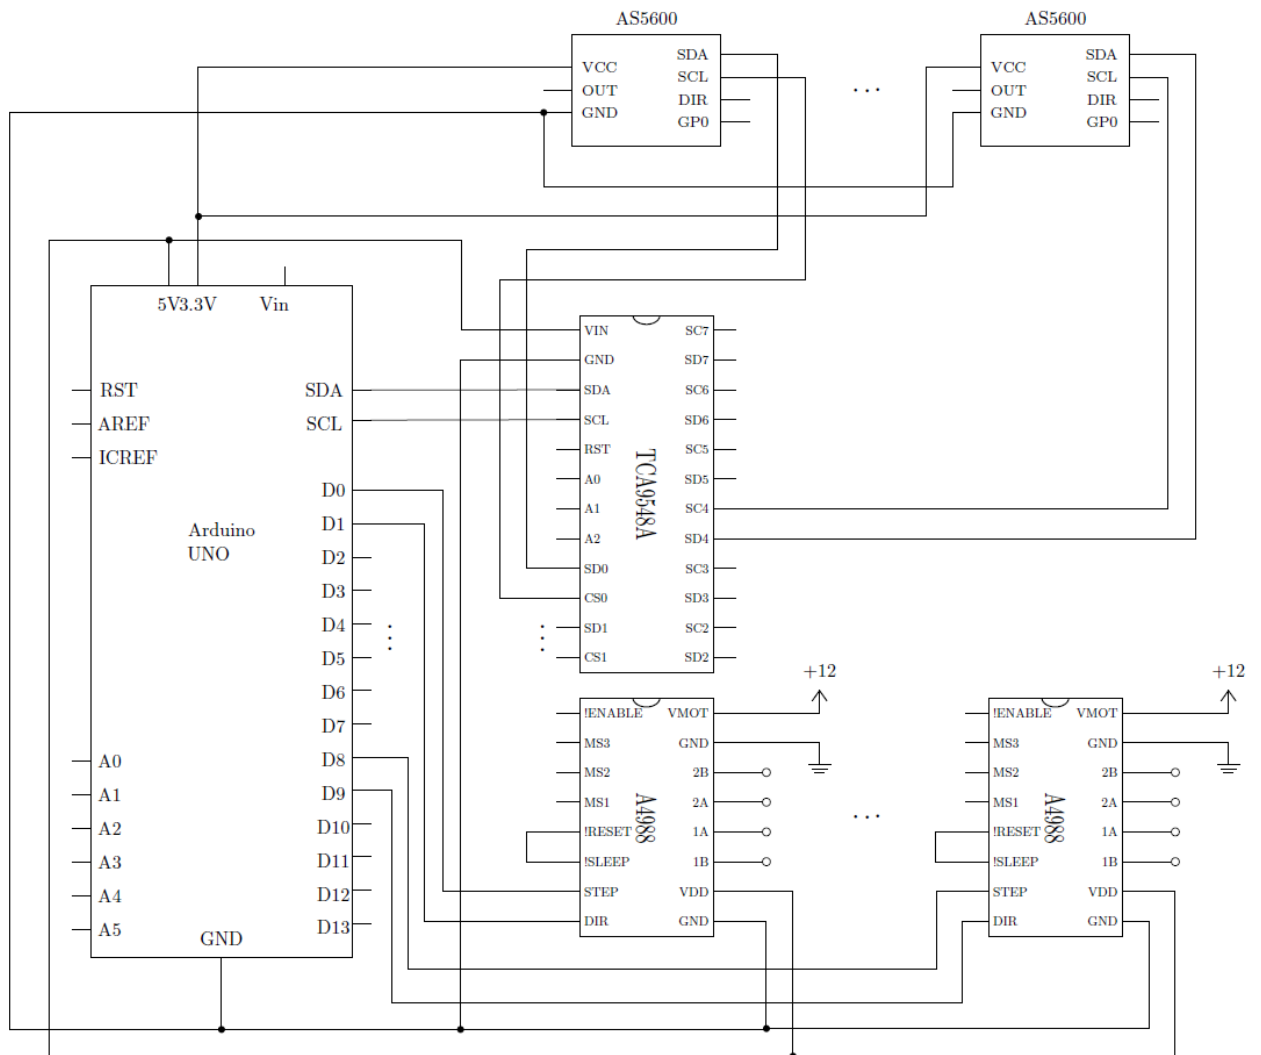 AS5600
VCC
OUT
GND
SDA
SCL
DIR
GP0
...
AS5600
VCC
OUT
GND
SDA
SCL
DIR
GP0
5V3.3V
Vin
RST
AREF
ICREF
Arduino
UNO
SDA
SCL
D0
D1
D2
D3
D4
D5
D6
D7
D8
D9
D10
D11
D12
D13
A0
A1
A2
A3
A4
A5
GND
VIN
GND
SDA
SCL
RST
A0
A1
A2
SD0
CS0
SD1
CS1
TCA9548A
SC7
SD7
SC6
SD6
SC5
SD5
SC4
SD4
SC3
SD3
SC2
SD2
+12
!ENABLE
MS3
MS2
MS1
!RESET
!SLEEP
STEP
DIR
A4988
VMOT
GND
2B
2A
1A
1B
VDD
GND
...
+12
!ENABLE
MS3
MS2
MS1
!RESET
!SLEEP
STEP
DIR
A4988
VMOT
GND
2B
2A
1A
1B
VDD
GND